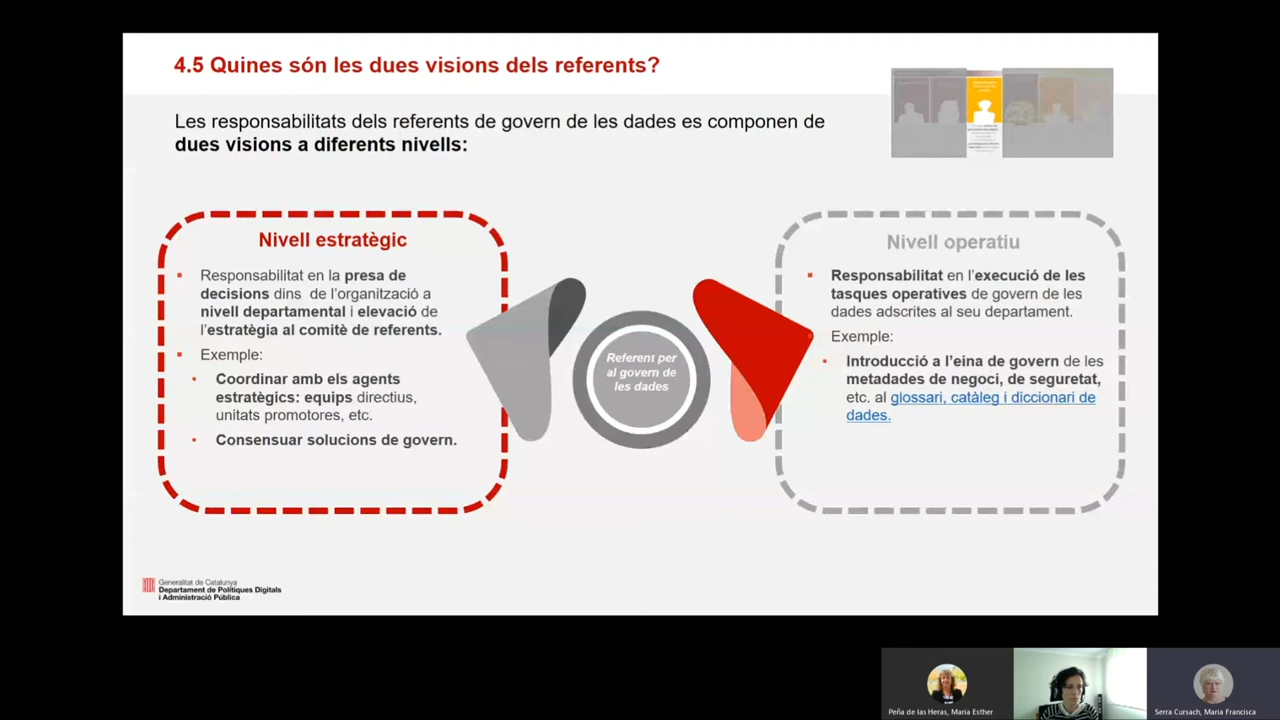 4.5 Quines són les dues visions dels referents?
Les responsabilitats dels referents de govern de les dades es componen de
dues visions a diferents nivells:
Nivell estratègic
Responsabilitat en la presa de
decisions dins de l'organització a
nivell departamental i elevació de
l'estratègia al comitè de referents.
Exemple:
Coordinar amb els agents
estratègics: equips directius,
unitats promotores, etc.
Consensuar solucions de govern.
Referent per
al govern de
les dades
Nivell operatiu
Responsabilitat en l'execució de les
tasques operatives de govern de les
dades adscrites al seu departament.
Exemple:
Introducció a l'eina de govern de les
metadades de negoci, de seguretat,
etc. al glossari, catàleg i diccionari de
dades.
Generalitat de Catalunya
Departament de Polítiques Digitals
i Administració Pública
Peña de las Heras, Maria Esther
Serra Cursach, Maria Francisca